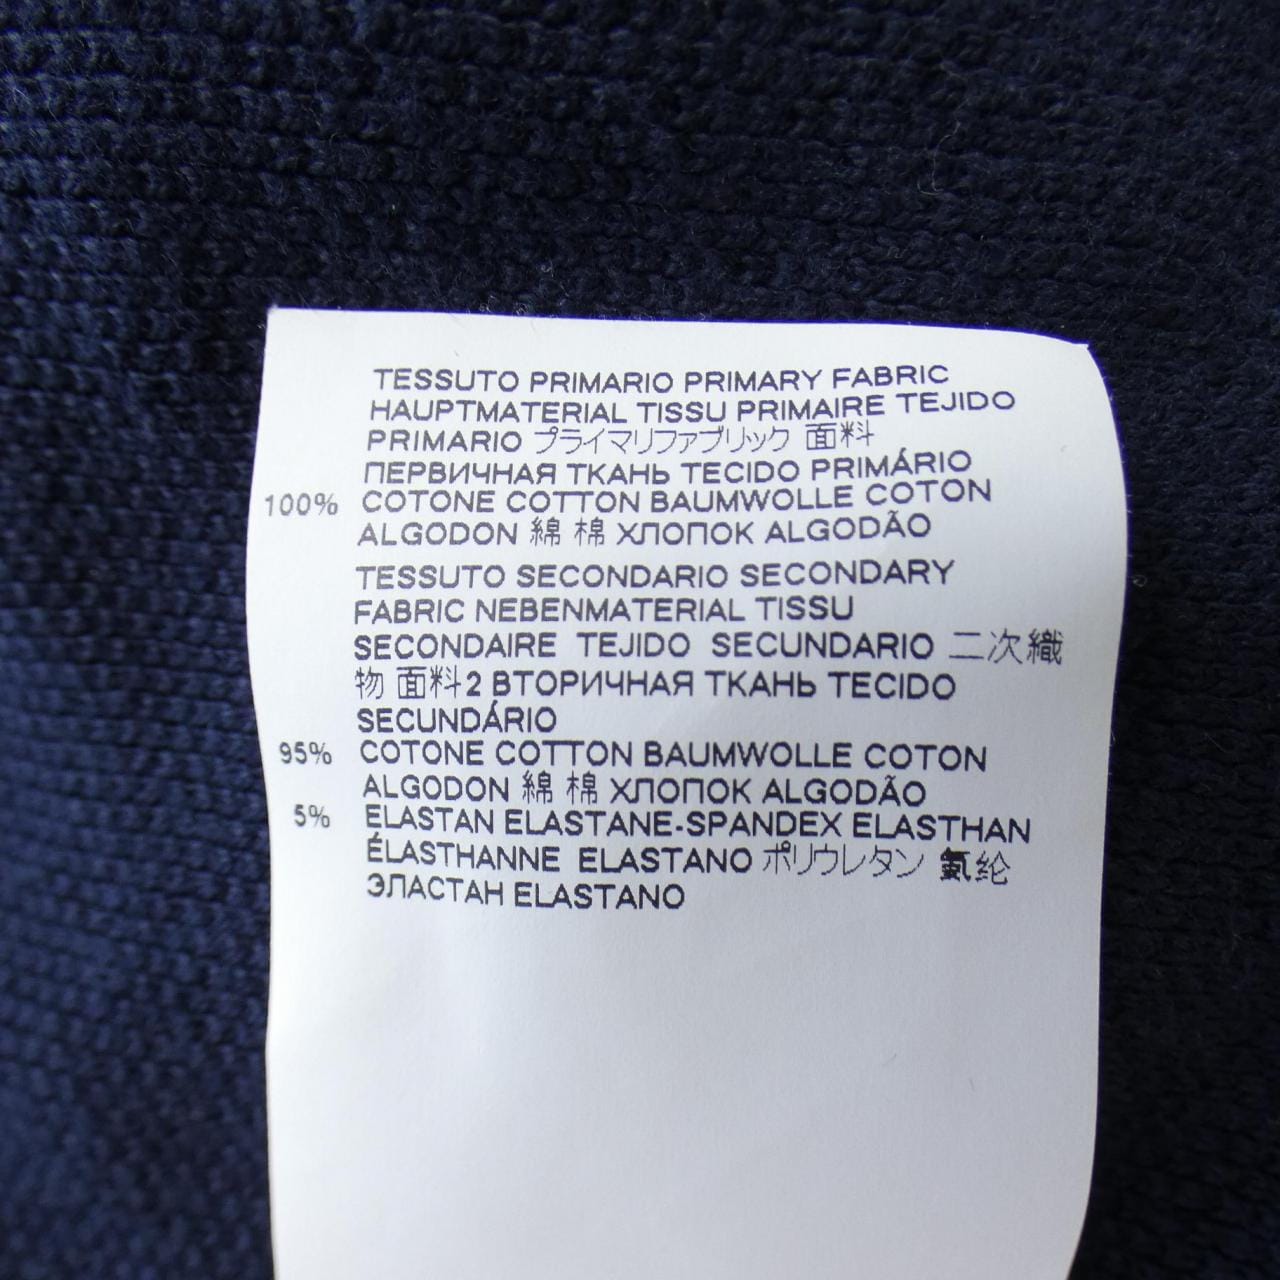 TESSUTO PRIMARIO PRIMARY FABRIC
HAUPTMATERIAL TISSU PRIMAIRE TEJIDO
PRIMARIO プライマリファブリック 面料
ПЕРВИЧНАЯ ТКАНЬ TECIDO PRIMÁRIO
100% COTONE COTTON BAUMWOLLE COTON
ALGODON 綿 棉 ХЛОПОК ALGODÃO
TESSUTO SECONDARIO SECONDARY
FABRIC NEBENMATERIAL TISSU
SECONDAIRE TEJIDO SECUNDARIO 二次織
物 面料2 ВТОРИЧНАЯ ТКАНЬ TECIDO
SECUNDÁRIO
95% COTONE COTTON BAUMWOLLE COTON
ALGODON 綿 棉 ХЛОПОК ALGODÃO
5% ELASTAN ELASTANE-SPANDEX ELASTHAN
ÉLASTHANNE ELASTANO ポリウレタン 氨纶
ЭЛАСТАН ELASTANO